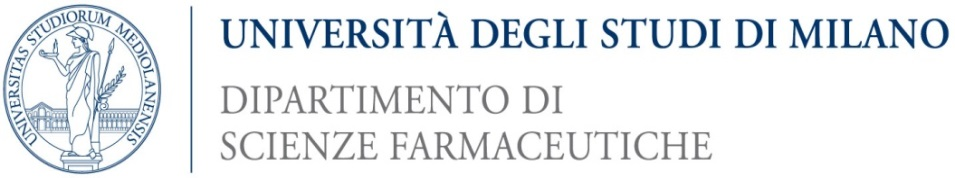 UNIVERSITAS STUDIORUM MEDIOLANENSIS
UNIVERSITÀ DEGLI STUDI DI MILANO
DIPARTIMENTO DI
SCIENZE FARMACEUTICHE